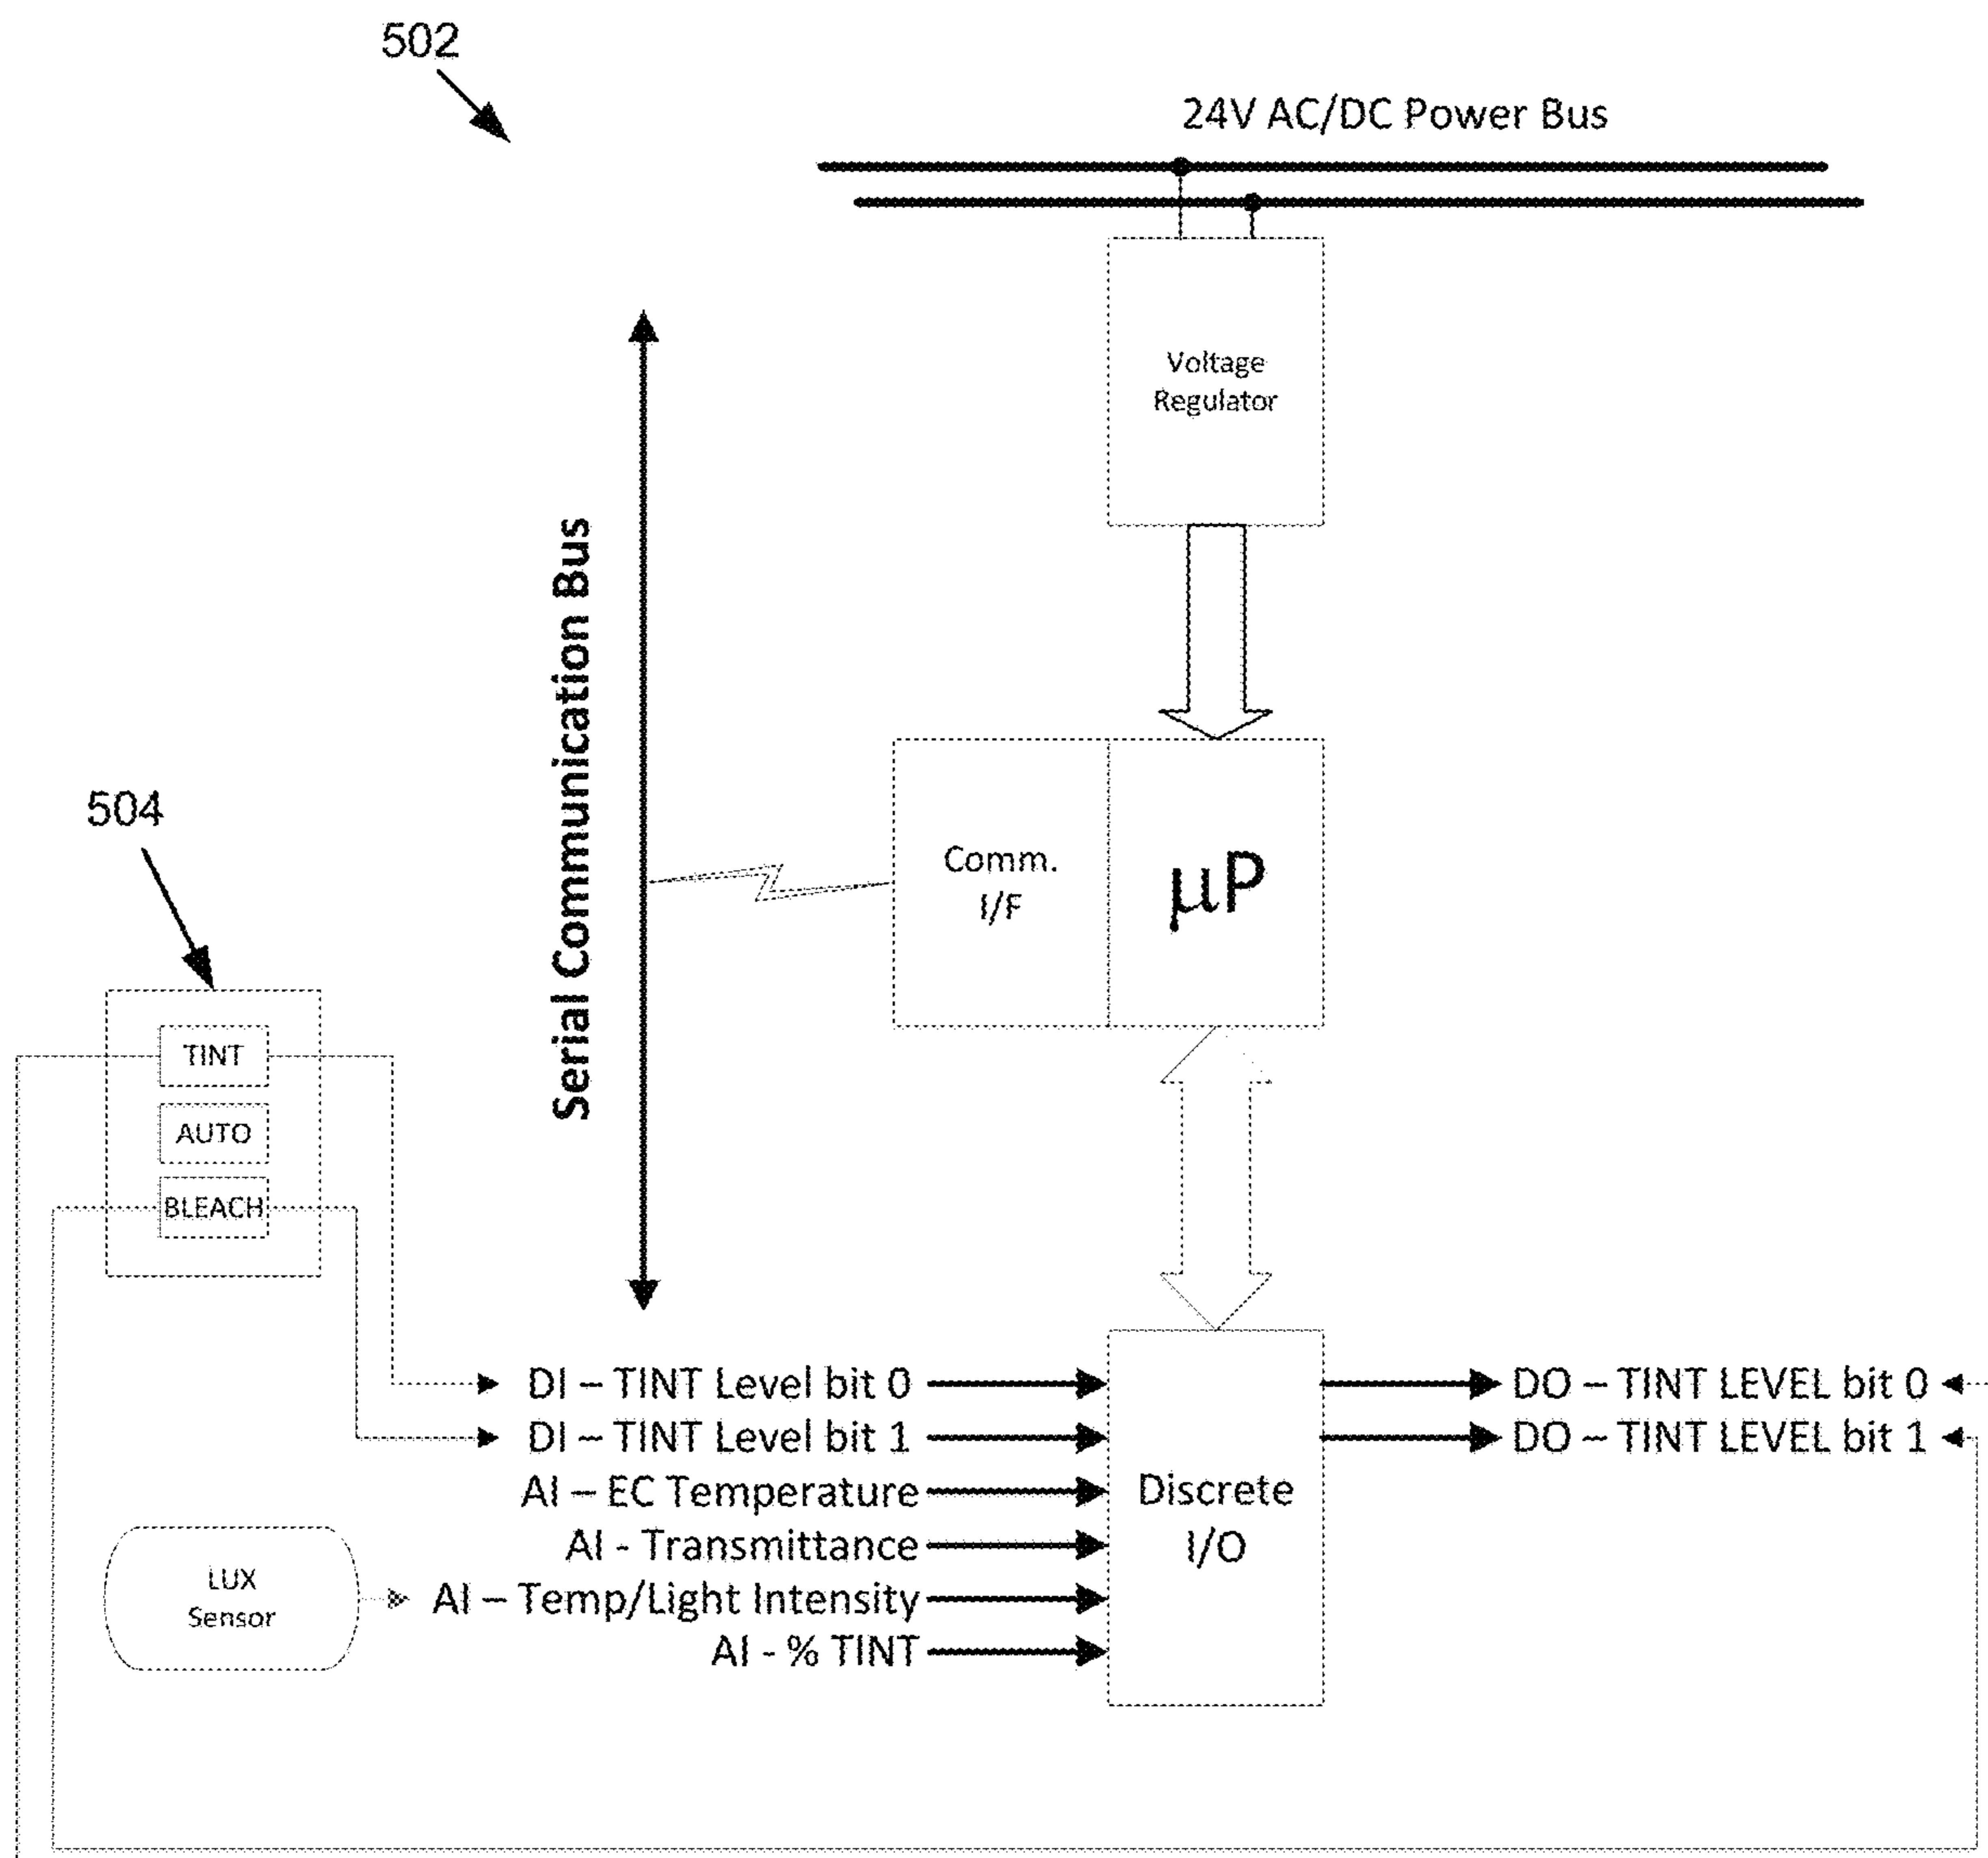 502
24V AC/DC Power Bus
Voltage
Regulator
Serial Communication Bus
504
Comm.
I/F
µP
TINT
AUTO
BLEACH
DI – TINT Level bit 0
DI – TINT Level bit 1
AI – EC Temperature
AI - Transmittance
AI – Temp/Light Intensity
AI - % TINT
LUX
Sensor
Discrete
I/O
DO – TINT LEVEL bit 0
DO – TINT LEVEL bit 1